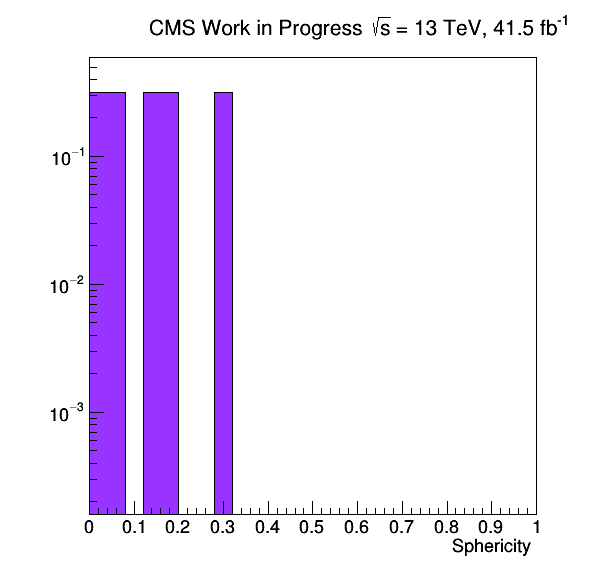 CMS Work in Progress √s = 13 TeV, 41.5 fb⁻¹
10⁻¹
10⁻²
10⁻³
0 0.1 0.2 0.3 0.4 0.5 0.6 0.7 0.8 0.9 1
Sphericity